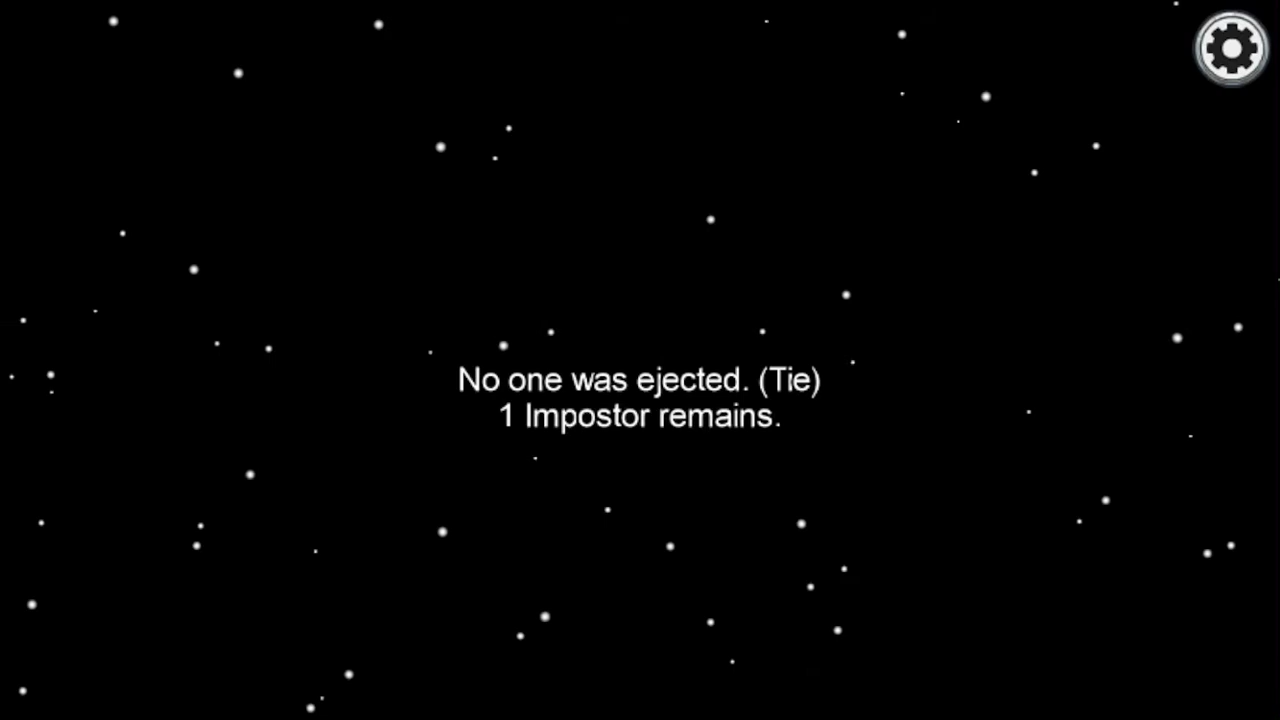 No one was ejected. (Tie)
1 Impostor remains.